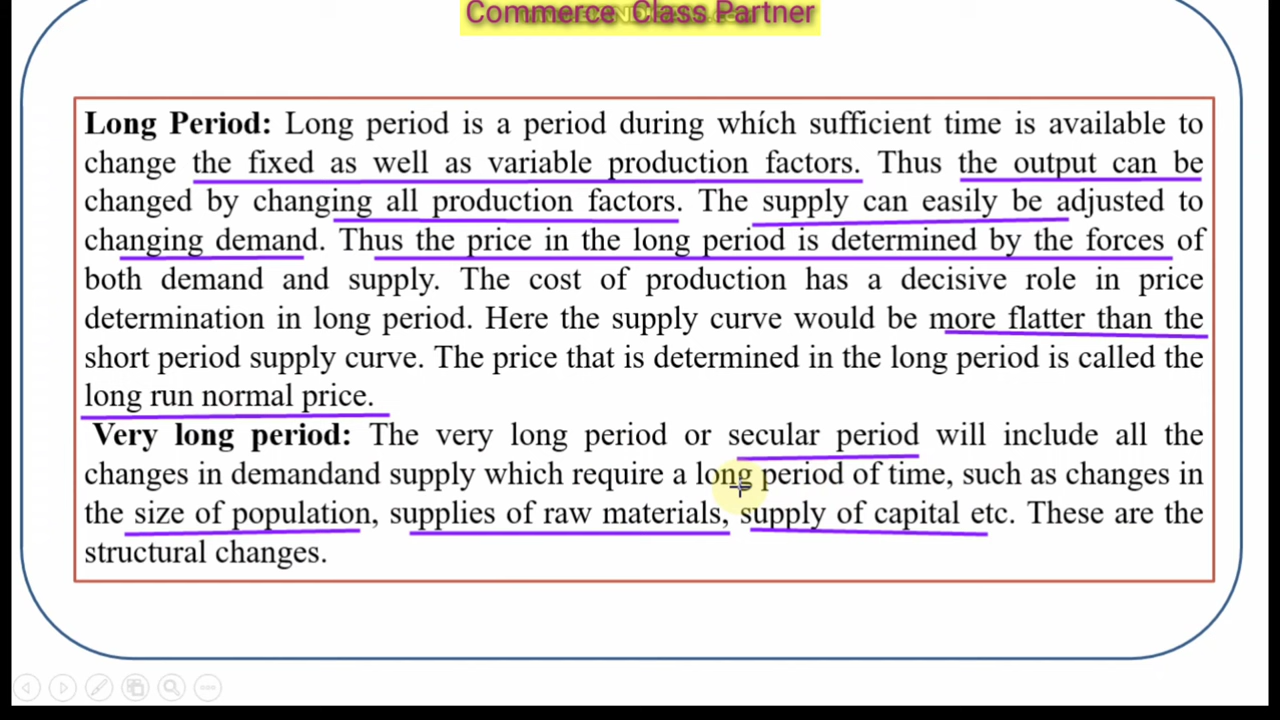 Commerce Class Partner
Long Period: Long period is a period during whích sufficient time is available to
change the fixed as well as variable production factors. Thus the output can be
changed by changing all production factors. The supply can easily be adjusted to
changing demand. Thus the price in the long period is determined by the forces of
both demand and supply. The cost of production has a decisive role in price
determination in long period. Here the supply curve would be more flatter than the
short period supply curve. The price that is determined in the long period is called the
long run normal price.
Very long period: The very long period or secular period will include all the
changes in demandand supply which require a long period of time, such as changes in
the size of population, supplies of raw materials, supply of capital etc. These are the
structural changes.